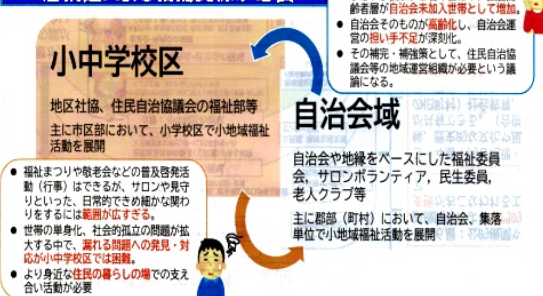 齢者層が自治会未加入世帯として増加。
● 自治会そのものが高齢化し、自治会運
営の担い手不足が深刻化。
● その補完・補強策として、住民自治協
議会等の地域運営組織が必要という議
論になる。
小中学校区
地区社協、住民自治協議会の福祉部等
主に市区部において、小学校区で小地域福祉
活動を展開
自治会域
自治会や地縁をベースにした福祉委員
会、サロンボランティア，民生委員,
老人クラブ等
主に郡部（町村）において、自治会、集落
単位で小地域福祉活動を展開
● 福祉まつりや敬老会などの普及啓発活
動（行事）はできるが、サロンや見守
りといった、日常的できめ細かな関わ
りをするには範囲が広すぎる。
● 世帯の単身化、社会的孤立の問題が拡
大する中で、漏れる問題への発見・対
応が小中学校区では困難。
● より身近な住民の暮らしの場での支え
合い活動が必要